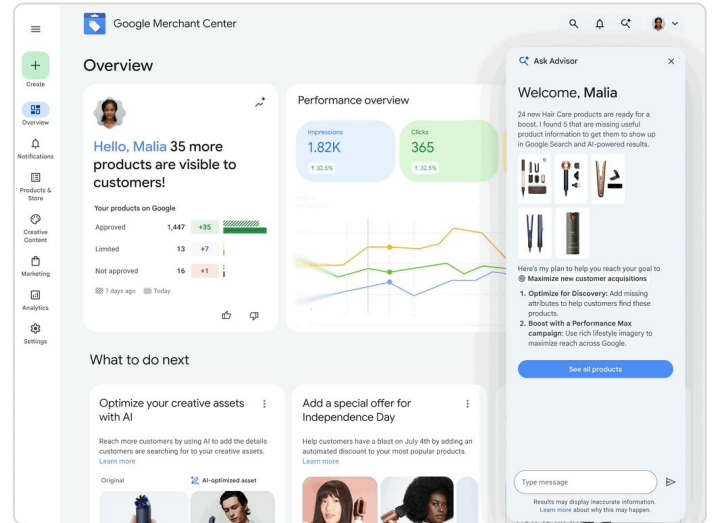 Google Merchant Center
Create
Overview
Notifications
Products &
Store
Creative
Content
Marketing
Analytics
Settings
Overview
Hello, Malia 35 more
products are visible to
customers!
Your products on Google
Approved 1,447 +35
Limited 13 +7
Not approved 16 +1
7 days ago Today
Performance overview
Impressions
1.82K
↑ 32.5%
Clicks
365
↑ 32.5%
What to do next
Optimize your creative assets
with AI
Reach more customers by using AI to add the details
customers are searching for to your creative assets.
Learn more
Original AI-optimized asset
Add a special offer for
Independence Day
Help customers have a blast on July 4th by adding an
automated discount to your most popular products.
Learn more
Ask Advisor
Welcome, Malia
24 new Hair Care products are ready for a
boost. I found 5 that are missing useful
product information to get them to show up
in Google Search and AI-powered results.
Here's my plan to help you reach your goal to
Maximize new customer acquisitions
1. Optimize for Discovery: Add missing
attributes to help customers find these
products.
2. Boost with a Performance Max
campaign: Use rich lifestyle imagery to
maximize reach across Google.
See all products
Type message
Results may display inaccurate information.
Learn more about why this may happen.